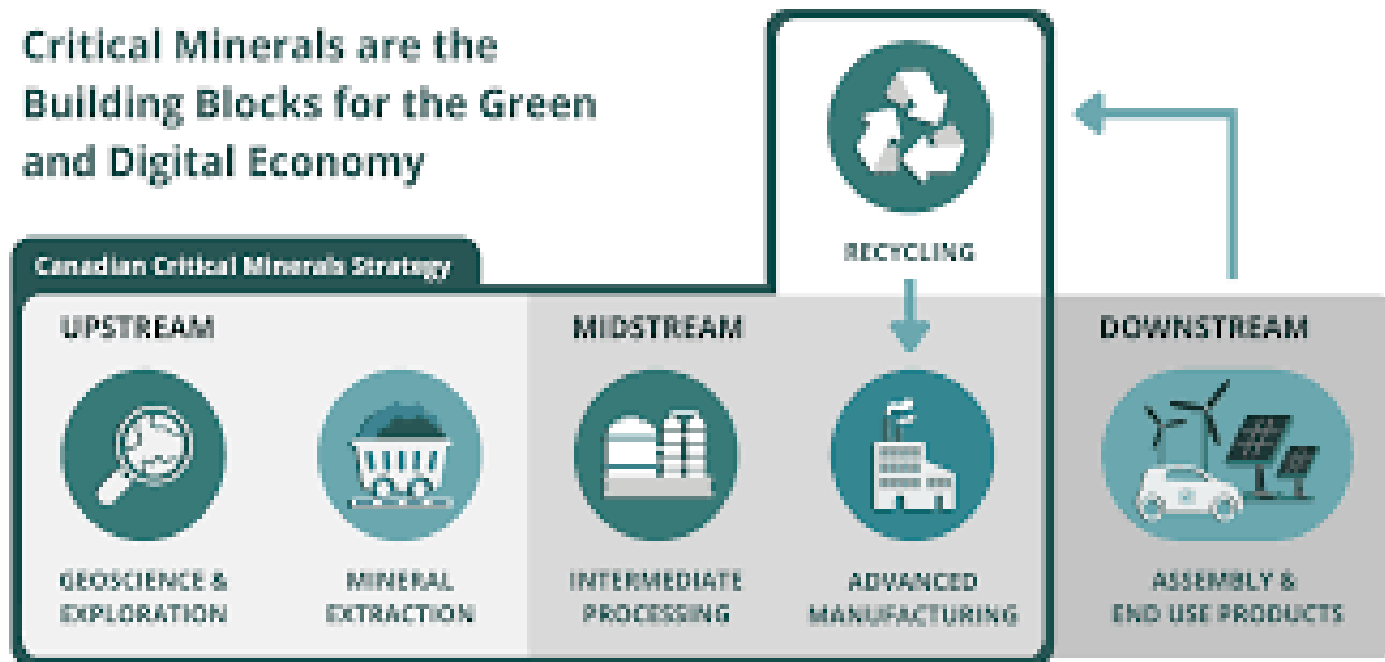 Critical Minerals are the
Building Blocks for the Green
and Digital Economy
RECYCLING
Canadian Critical Minerals Strategy
UPSTREAM
MIDSTREAM
DOWNSTREAM
GEOSCIENCE &
EXPLORATION
MINERAL
EXTRACTION
INTERMEDIATE
PROCESSING
ADVANCED
MANUFACTURING
ASSEMBLY &
END USE PRODUCTS